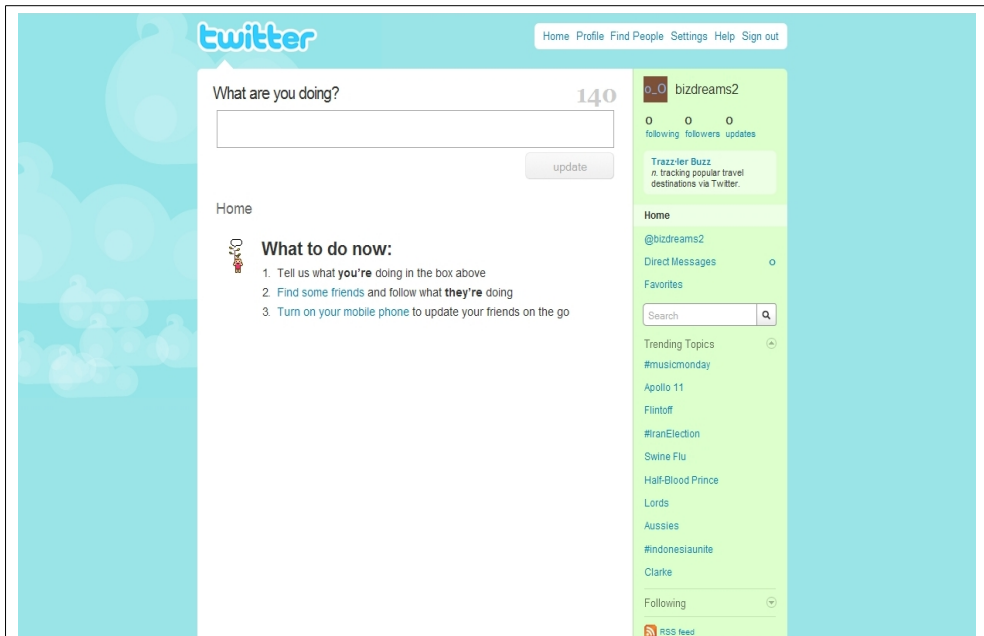 twitter
Home Profile Find People Settings Help Sign out
What are you doing?
140
update
Home
What to do now:
1. Tell us what you're doing in the box above
2. Find some friends and follow what they're doing
3. Turn on your mobile phone to update your friends on the go
o_O bizdreams2
0 0 0
following followers updates
Trazz·ler Buzz
n. tracking popular travel
destinations via Twitter.
Home
@bizdreams2
Direct Messages 0
Favorites
Search
Trending Topics
#musicmonday
Apollo 11
Flintoff
#IranElection
Swine Flu
Half-Blood Prince
Lords
Aussies
#indonesiaunite
Clarke
Following
RSS feed